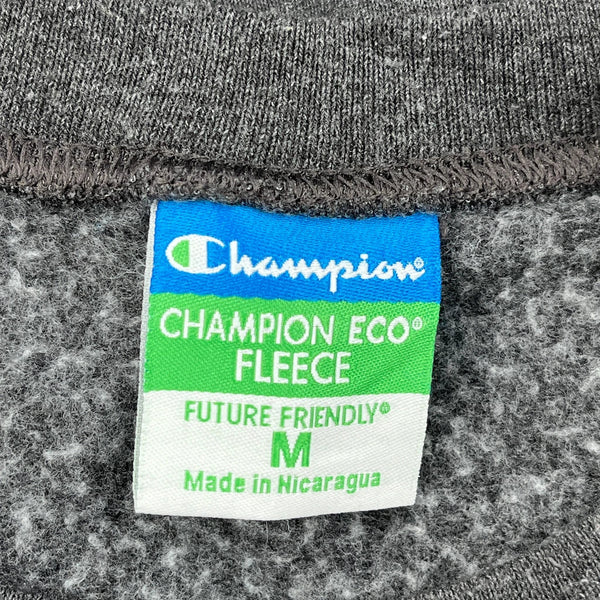 Champion
CHAMPION ECO®
FLEECE
FUTURE FRIENDLY®
M
Made in Nicaragua